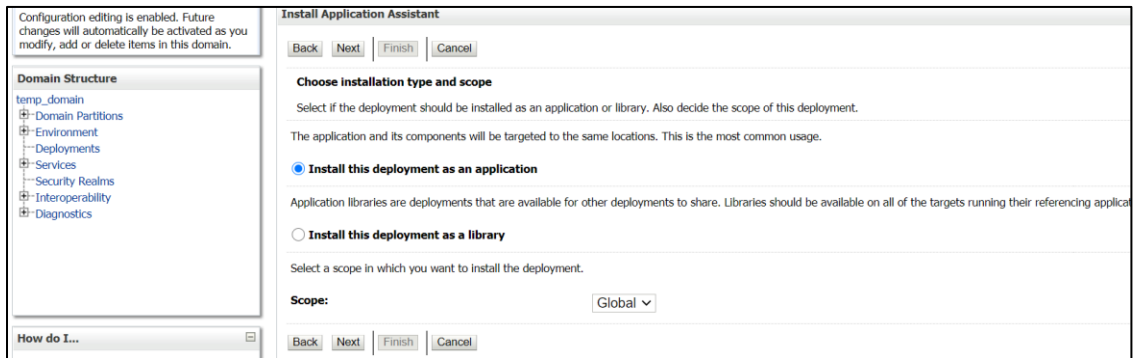 Configuration editing is enabled. Future
changes will automatically be activated as you
modify, add or delete items in this domain.
Domain Structure
temp_domain
Domain Partitions
Environment
Deployments
Services
Security Realms
Interoperability
Diagnostics
How do I...
Install Application Assistant
Back Next Finish Cancel
Choose installation type and scope
Select if the deployment should be installed as an application or library. Also decide the scope of this deployment.
The application and its components will be targeted to the same locations. This is the most common usage.
Install this deployment as an application
Application libraries are deployments that are available for other deployments to share. Libraries should be available on all of the targets running their referencing applicat
Install this deployment as a library
Select a scope in which you want to install the deployment.
Scope: Global
Back Next Finish Cancel